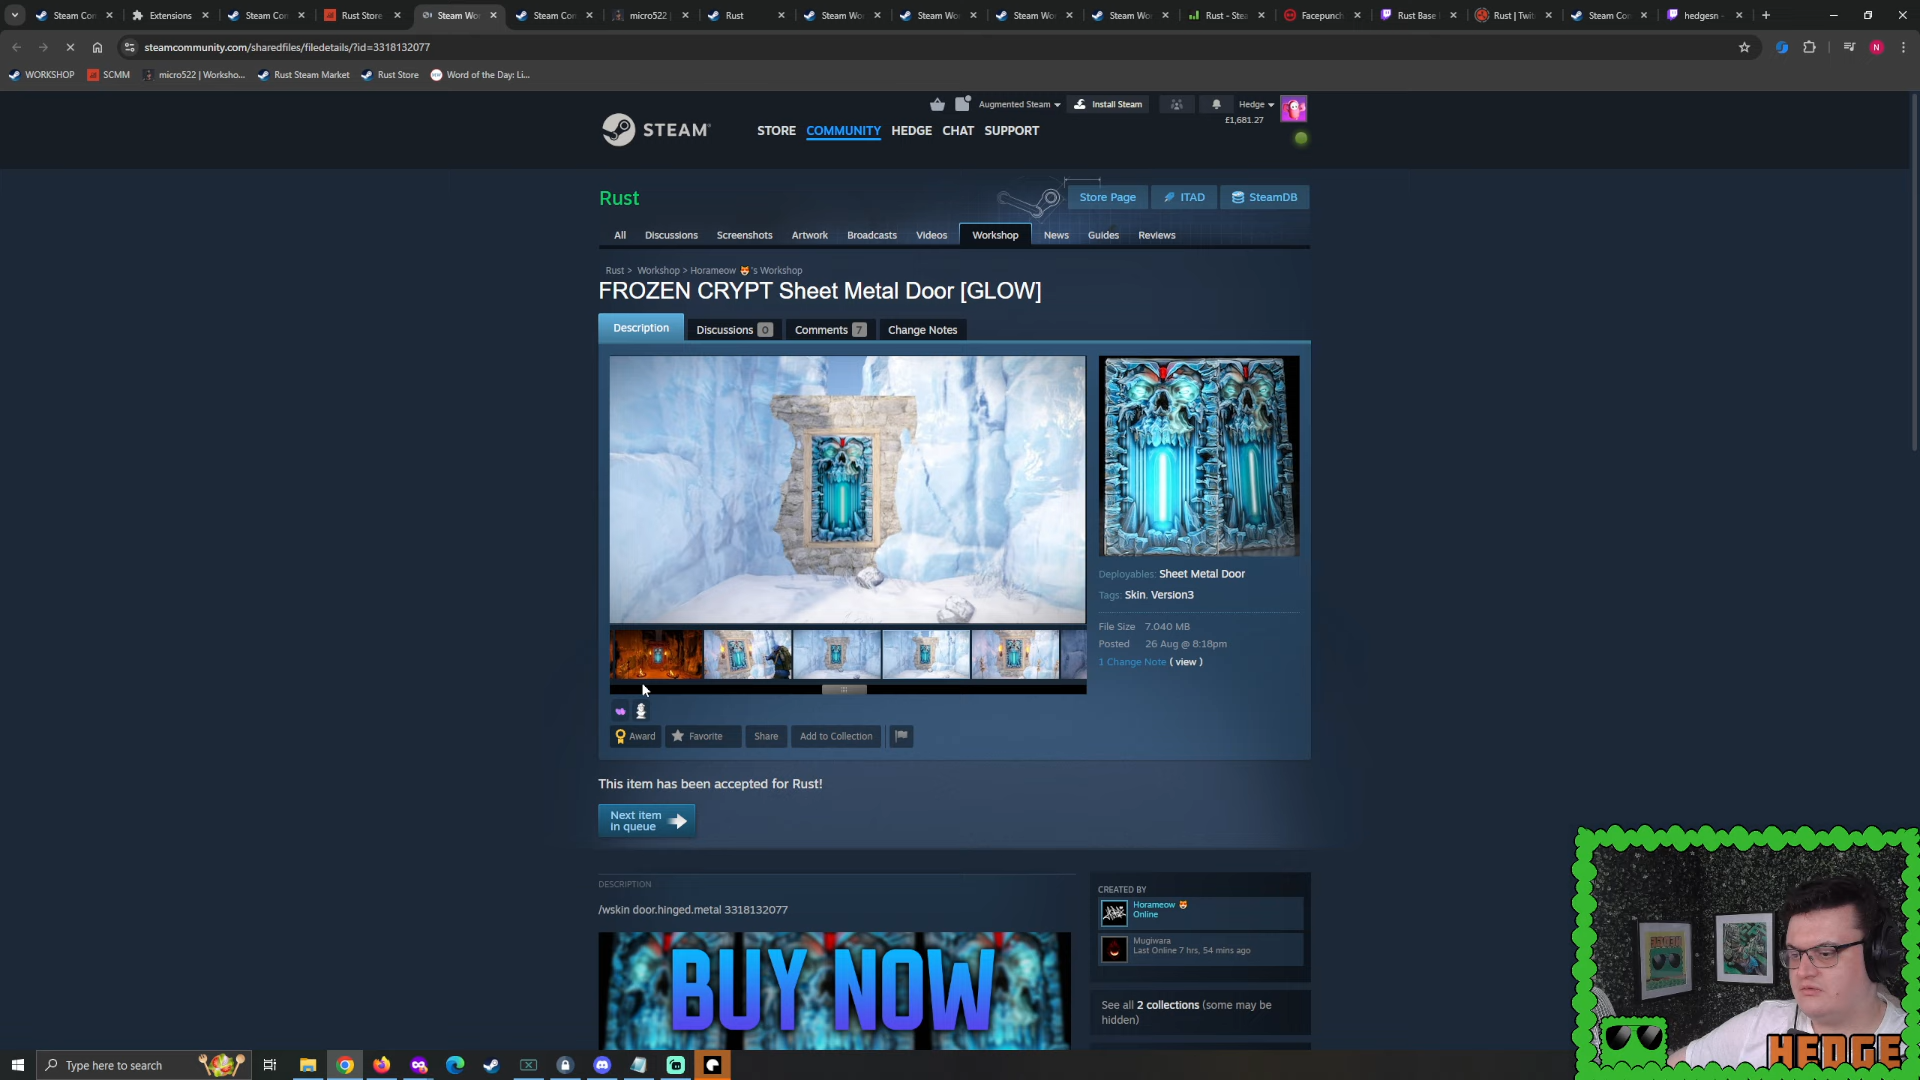 Steam Co
Extensions
Steam Co
Rust Store
Steam Wo
Steam Co
micro522 |
Rust
Steam Wo
Steam Wo
Steam Wo
Steam Wo
Rust - Stea
Facepunch
Rust Base
Rust | Twit
Steam Co
hedgesn -
steamcommunity.com/sharedfiles/filedetails/?id=3318132077
N
WORKSHOP
SCMM
micro522 | Worksho...
Rust Steam Market
Rust Store
Word of the Day: Li...
Augmented Steam
Install Steam
Hedge
£1,681.27
STEAM
STORE
COMMUNITY
HEDGE
CHAT
SUPPORT
Rust
Store Page
ITAD
SteamDB
All
Discussions
Screenshots
Artwork
Broadcasts
Videos
Workshop
News
Guides
Reviews
Rust > Workshop > Horameow 's Workshop
FROZEN CRYPT Sheet Metal Door [GLOW]
Description
Discussions 0
Comments 7
Change Notes
Deployables: Sheet Metal Door
Tags: Skin, Version3
File Size 7.040 MB
Posted 26 Aug @ 8:18pm
1 Change Note ( view )
Award
Favorite
Share
Add to Collection
This item has been accepted for Rust!
Next item
in queue
DESCRIPTION
/wskin door.hinged.metal 3318132077
BUY NOW
CREATED BY
Horameow
Online
Mugiwara
Last Online 7 hrs, 54 mins ago
See all 2 collections (some may be
hidden)
HEDGE
Type here to search